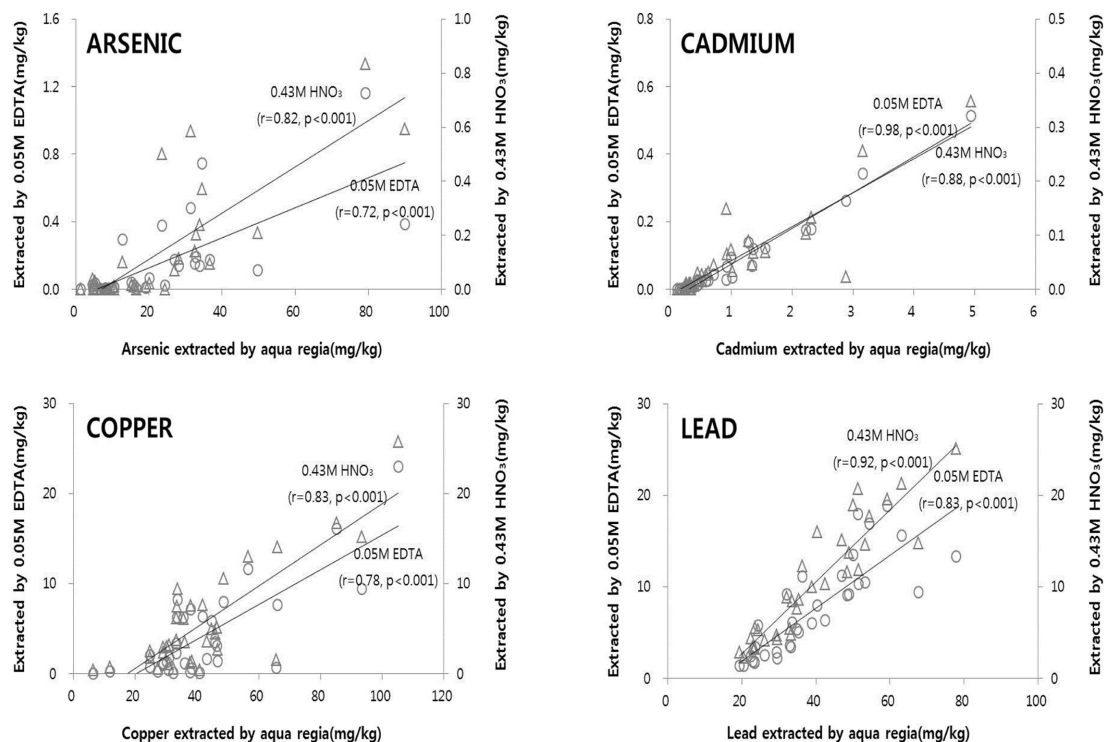 ARSENIC
Extracted by 0.05M EDTA(mg/kg)
1.6
1.2
0.8
0.4
0.0
0.43M HNO₃
(r=0.82, p<0.001)
0.05M EDTA
(r=0.72, p<0.001)
1.0
0.8
0.6
0.4
0.2
0.0
Extracted by 0.43M HNO₃(mg/kg)
0 20 40 60 80 100
Arsenic extracted by aqua regia(mg/kg)
CADMIUM
Extracted by 0.05M EDTA(mg/kg)
0.8
0.6
0.4
0.2
0.0
0.05M EDTA
(r=0.98, p<0.001)
0.43M HNO₃
(r=0.88, p<0.001)
0.5
0.4
0.3
0.2
0.1
0.0
Extracted by 0.43M HNO₃(mg/kg)
0 1 2 3 4 5 6
Cadmium extracted by aqua regia(mg/kg)
COPPER
Extracted by 0.05M EDTA(mg/kg)
30
20
10
0
0.43M HNO₃
(r=0.83, p<0.001)
0.05M EDTA
(r=0.78, p<0.001)
30
20
10
0
Extracted by 0.43M HNO₃(mg/kg)
0 20 40 60 80 100 120
Copper extracted by aqua regia(mg/kg)
LEAD
Extracted by 0.05M EDTA(mg/kg)
30
20
10
0
0.43M HNO₃
(r=0.92, p<0.001)
0.05M EDTA
(r=0.83, p<0.001)
30
20
10
0
Extracted by 0.43M HNO₃(mg/kg)
0 20 40 60 80 100
Lead extracted by aqua regia(mg/kg)